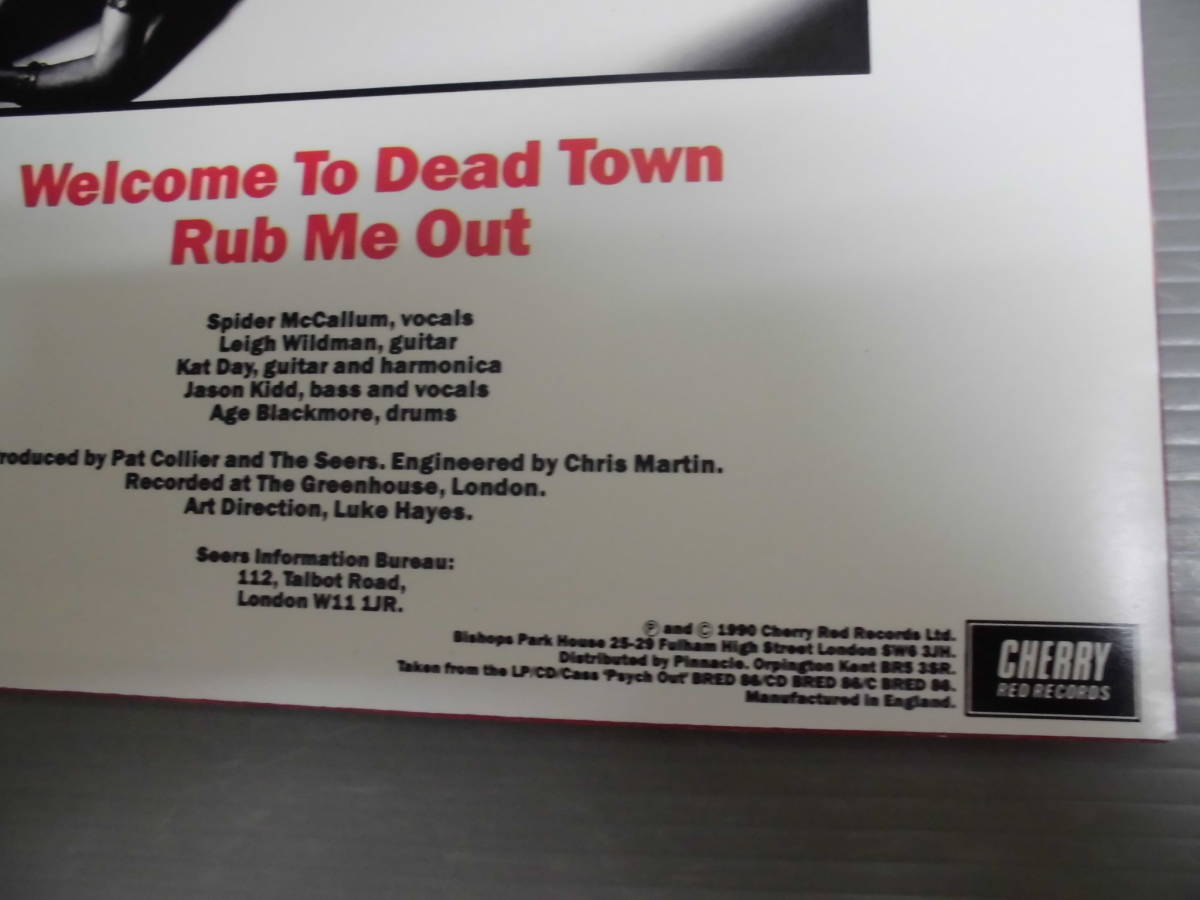 Welcome To Dead Town
Rub Me Out
Spider McCallum, vocals
Leigh Wildman, guitar
Kat Day, guitar and harmonica
Jason Kidd, bass and vocals
Age Blackmore, drums
roduced by Pat Collier and The Seers. Engineered by Chris Martin.
Recorded at The Greenhouse, London.
Art Direction, Luke Hayes.
Seers Information Bureau:
112, Talbot Road,
London W11 1JR.
℗ and © 1990 Cherry Red Records Ltd.
Bishops Park House 25-29 Fulham High Street London SW6 3JH.
Distributed by Pinnacle. Orpington Kent BR5 3SR.
Taken from the LP/CD/Cass 'Psych Out' BRED 86/CD BRED 86/C BRED 86.
Manufactured in England.
CHERRY
RED RECORDS